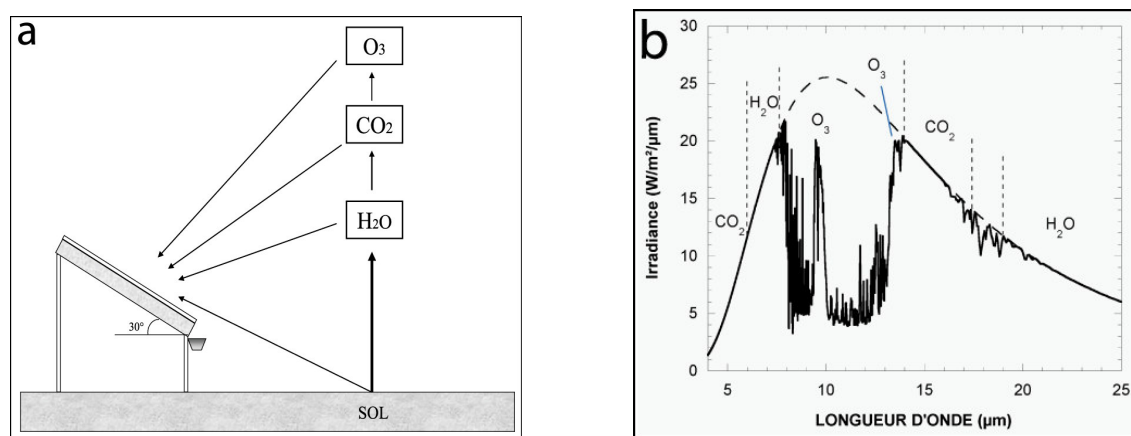 a
O₃
CO₂
H₂O
30°
SOL
b
30
25
20
15
10
5
0
Irradiance (W/m²/µm)
CO₂
H₂O
O₃
O₃
CO₂
H₂O
5
10
15
20
25
LONGUEUR D'ONDE (µm)